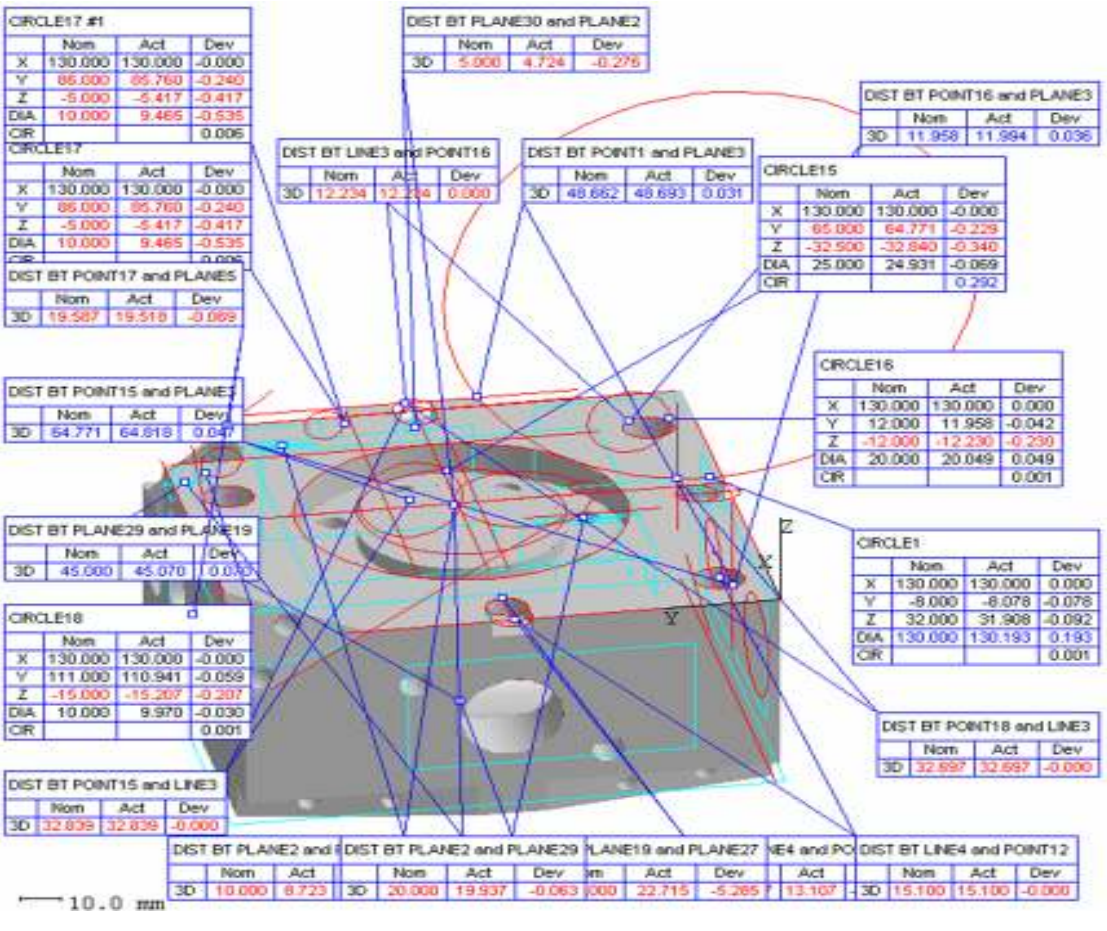 CIRCLE17 #1
Nom Act Dev
X 130.000 130.000 -0.000
Y 86.000 85.760 -0.240
Z -5.000 -5.417 -0.417
DIA 10.000 9.465 -0.535
CIR 0.006
CIRCLE17
Nom Act Dev
X 130.000 130.000 -0.000
Y 86.000 85.760 -0.240
Z -5.000 -5.417 -0.417
DIA 10.000 9.465 -0.535
CIR 0.006
DIST BT POINT17 and PLANE5
Nom Act Dev
3D 19.587 19.518 -0.069
DIST BT POINT15 and PLANE3
Nom Act Dev
3D 64.771 64.818 0.047
DIST BT PLANE29 and PLANE19
Nom Act Dev
3D 45.000 45.070 0.070
CIRCLE18
Nom Act Dev
X 130.000 130.000 -0.000
Y 111.000 110.941 -0.059
Z -15.000 -15.207 -0.207
DIA 10.000 9.970 -0.030
CIR 0.001
DIST BT POINT15 and LINE3
Nom Act Dev
3D 32.839 32.839 -0.000
DIST BT PLANE30 and PLANE2
Nom Act Dev
3D 5.000 4.724 -0.276
DIST BT LINE3 and POINT16
Nom Act Dev
3D 12.234 12.234 0.000
DIST BT POINT1 and PLANE3
Nom Act Dev
3D 48.662 48.693 0.031
DIST BT POINT16 and PLANE3
Nom Act Dev
3D 11.958 11.994 0.036
CIRCLE15
Nom Act Dev
X 130.000 130.000 -0.000
Y 65.000 64.771 -0.229
Z -32.500 -32.840 -0.340
DIA 25.000 24.931 -0.069
CIR 0.292
CIRCLE16
Nom Act Dev
X 130.000 130.000 0.000
Y 12.000 11.958 -0.042
Z -12.000 -12.230 -0.230
DIA 20.000 20.049 0.049
CIR 0.001
Z
X
Y
CIRCLE1
Nom Act Dev
X 130.000 130.000 0.000
Y -8.000 -8.078 -0.078
Z 32.000 31.908 -0.092
DIA 130.000 130.193 0.193
CIR 0.001
DIST BT POINT18 and LINE3
Nom Act Dev
3D 32.697 32.697 -0.000
DIST BT PLANE2 and
Nom Act
3D 10.000 8.723
DIST BT PLANE2 and PLANE29
Nom Act Dev
3D 20.000 19.937 -0.063
PLANE19 and PLANE27
Act Dev
.000 22.715 -5.285
NE4 and PO
Act
13.107
DIST BT LINE4 and POINT12
Nom Act Dev
3D 15.100 15.100 -0.000
10.0 mm